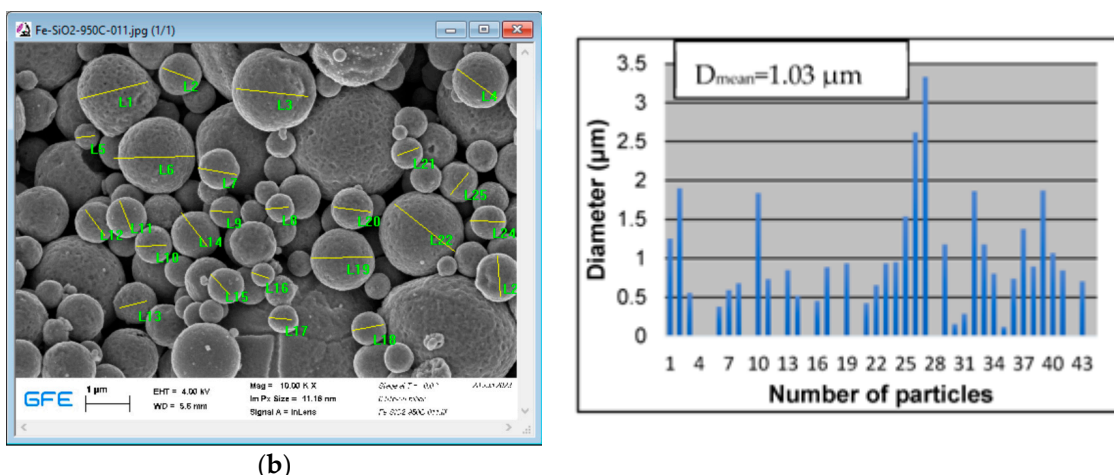 Fe-SiO2-950C-011.jpg (1/1)
L1
L2
L3
L4
L5
L6
L7
L21
L25
L8
L9
L11
L12
L10
L14
L20
L22
L24
L19
L2
L15
L16
L13
L17
L18
GFE
1 µm
EHT = 4.00 kV
WD = 5.6 mm
Mag = 10.00 K X
Im Px Size = 11.16 nm
Signal A = InLens
(b)
Dmean=1.03 µm
Diameter (µm)
3.5
3
2.5
2
1.5
1
0.5
0
1 4 7 10 13 16 19 22 25 28 31 34 37 40 43
Number of particles